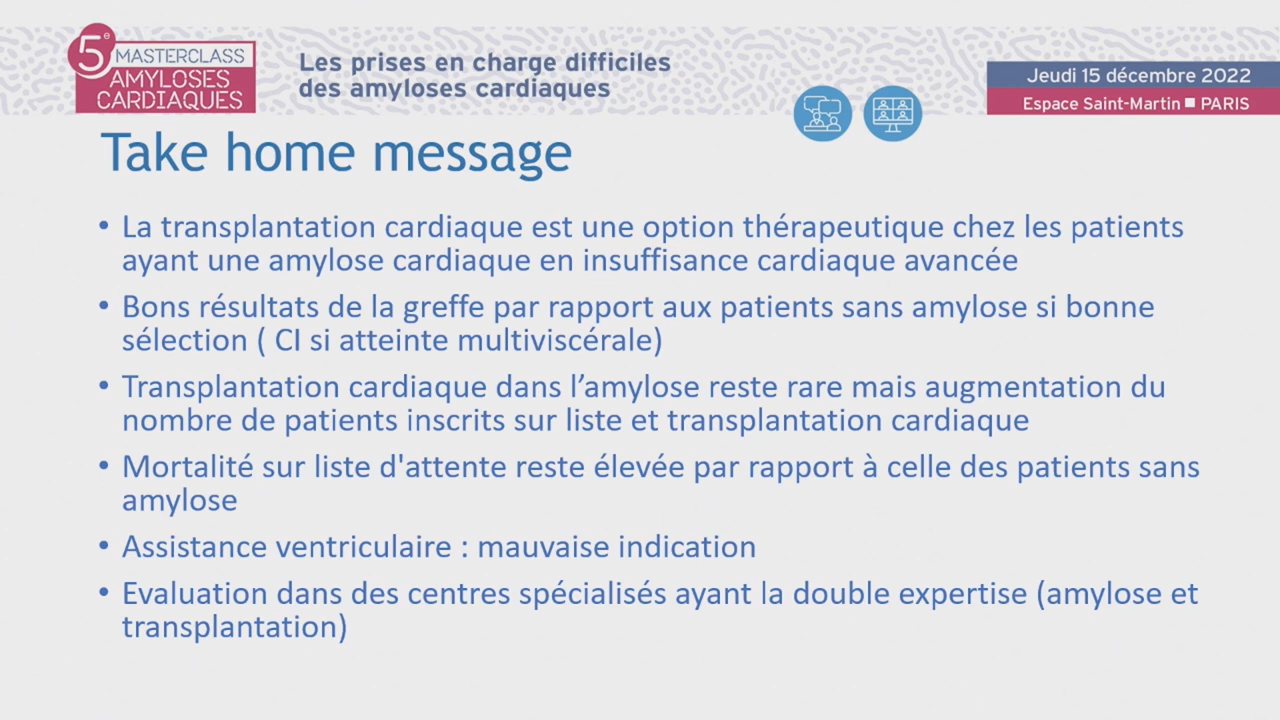 5e MASTERCLASS
AMYLOSES
CARDIAQUES
Les prises en charge difficiles
des amyloses cardiaques
Jeudi 15 décembre 2022
Espace Saint-Martin ■ PARIS
Take home message
• La transplantation cardiaque est une option thérapeutique chez les patients
ayant une amylose cardiaque en insuffisance cardiaque avancée
• Bons résultats de la greffe par rapport aux patients sans amylose si bonne
sélection ( CI si atteinte multiviscérale)
• Transplantation cardiaque dans l’amylose reste rare mais augmentation du
nombre de patients inscrits sur liste et transplantation cardiaque
• Mortalité sur liste d'attente reste élevée par rapport à celle des patients sans
amylose
• Assistance ventriculaire : mauvaise indication
• Evaluation dans des centres spécialisés ayant la double expertise (amylose et
transplantation)